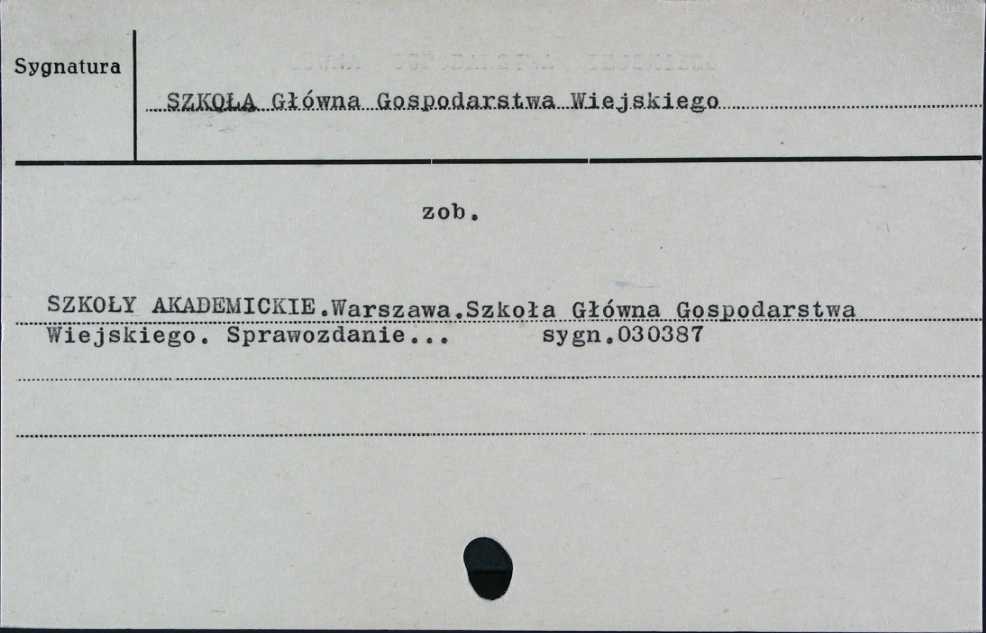 Sygnatura
SZKOŁA Główna Gospodarstwa Wiejskiego
zob.
SZKOŁY AKADEMICKIE.Warszawa.Szkoła Główna Gospodarstwa
Wiejskiego. Sprawozdanie... sygn.030387